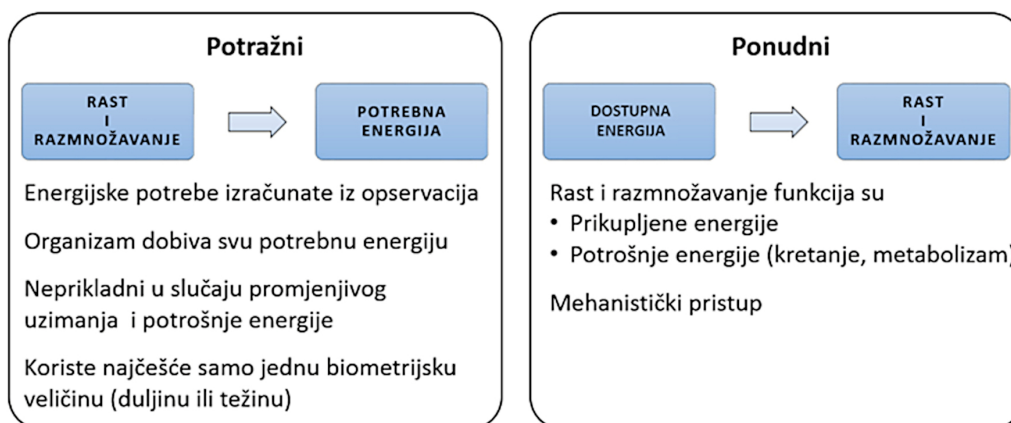 Potražni
RAST
I
RAZMNOŽAVANJE
POTREBNA
ENERGIJA
Energijske potrebe izračunate iz opservacija
Organizam dobiva svu potrebnu energiju
Neprikladni u slučaju promjenjivog
uzimanja i potrošnje energije
Koriste najčešće samo jednu biometrijsku
veličinu (duljinu ili težinu)
Ponudni
DOSTUPNA
ENERGIJA
RAST
I
RAZMNOŽAVANJE
Rast i razmnožavanje funkcija su
• Prikupljene energije
• Potrošnje energije (kretanje, metabolizam)
Mehanistički pristup